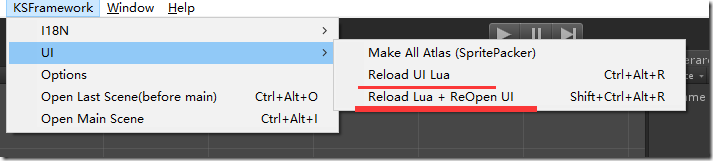 KSFramework Window Help
I18N
UI
Options
Open Last Scene(before main) Ctrl+Alt+O
Open Main Scene Ctrl+Alt+I
Make All Atlas (SpritePacker)
Reload UI Lua Ctrl+Alt+R
Reload Lua + ReOpen UI Shift+Ctrl+Alt+R
ame